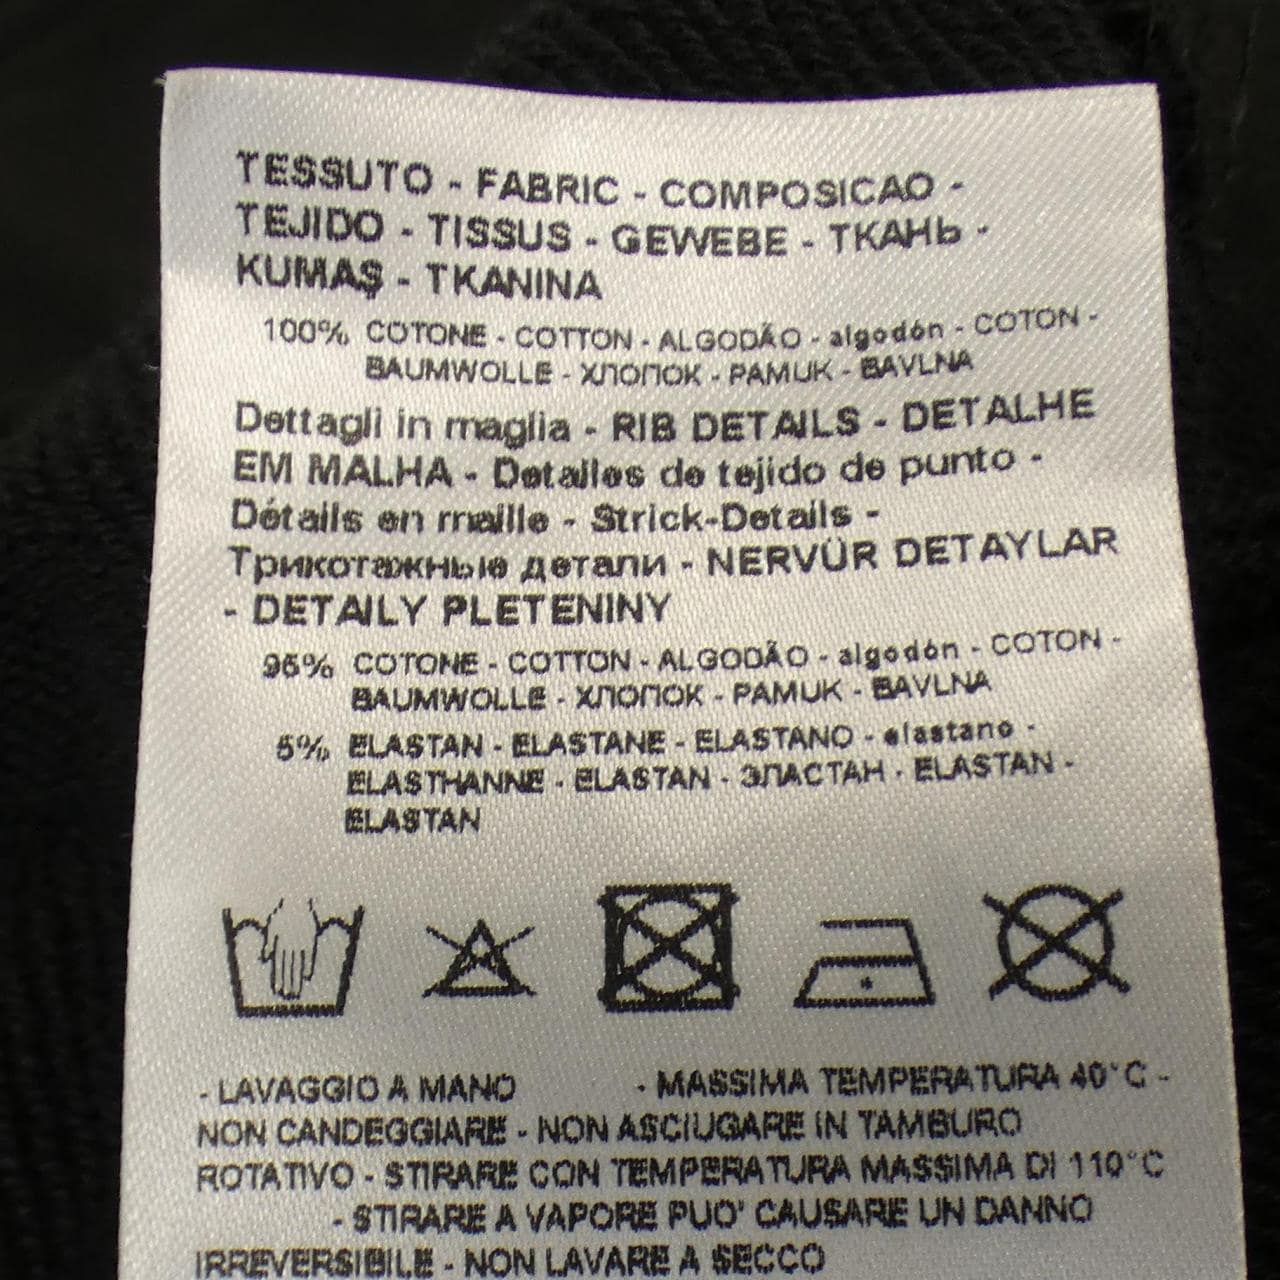 TESSUTO - FABRIC - COMPOSICAO -
TEJIDO - TISSUS - GEWEBE - ТКАНЬ -
KUMAŞ - TKANINA
100% COTONE - COTTON - ALGODÃO - algodón - COTON -
BAUMWOLLE - ХЛОПОК - PAMUK - BAVLNA
Dettagli in maglia - RIB DETAILS - DETALHE
EM MALHA - Detalles de tejido de punto -
Détails en maille - Strick-Details -
Трикотажные детали - NERVÜR DETAYLAR
- DETAILY PLETENINY
95% COTONE - COTTON - ALGODÃO - algodón - COTON -
BAUMWOLLE - ХЛОПОК - PAMUK - BAVLNA
5% ELASTAN - ELASTANE - ELASTANO - elastano -
ELASTHANNE - ELASTAN - ЭЛАСТАН - ELASTAN -
ELASTAN
- LAVAGGIO A MANO - MASSIMA TEMPERATURA 40°C -
NON CANDEGGIARE - NON ASCIUGARE IN TAMBURO
ROTATIVO - STIRARE CON TEMPERATURA MASSIMA DI 110°C
- STIRARE A VAPORE PUO' CAUSARE UN DANNO
IRREVERSIBILE - NON LAVARE A SECCO